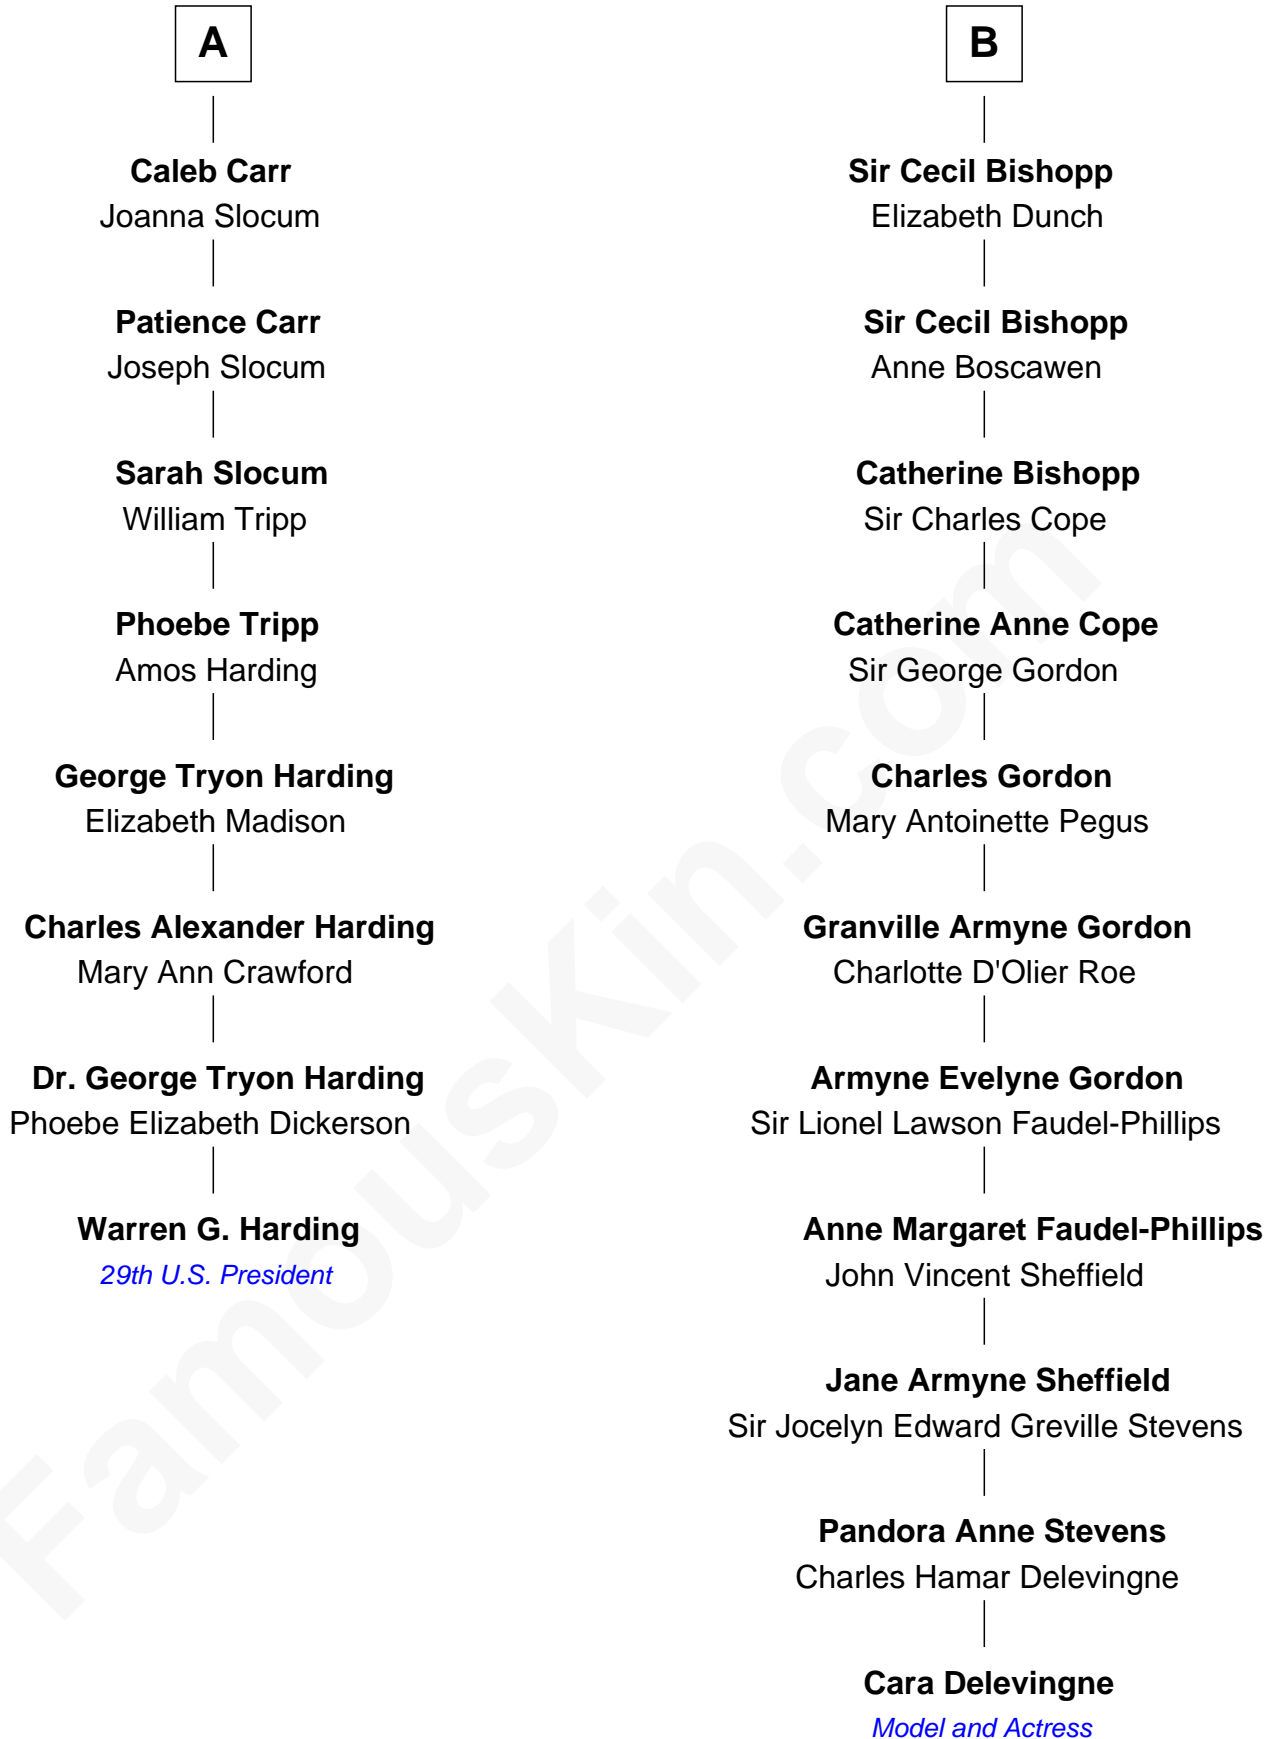 A
Caleb Carr
Joanna Slocum
Patience Carr
Joseph Slocum
Sarah Slocum
William Tripp
Phoebe Tripp
Amos Harding
George Tryon Harding
Elizabeth Madison
Charles Alexander Harding
Mary Ann Crawford
Dr. George Tryon Harding
Phoebe Elizabeth Dickerson
Warren G. Harding
29th U.S. President
B
Sir Cecil Bishopp
Elizabeth Dunch
Sir Cecil Bishopp
Anne Boscawen
Catherine Bishopp
Sir Charles Cope
Catherine Anne Cope
Sir George Gordon
Charles Gordon
Mary Antoinette Pegus
Granville Armyne Gordon
Charlotte D'Olier Roe
Armyne Evelyne Gordon
Sir Lionel Lawson Faudel-Phillips
Anne Margaret Faudel-Phillips
John Vincent Sheffield
Jane Armyne Sheffield
Sir Jocelyn Edward Greville Stevens
Pandora Anne Stevens
Charles Hamar Delevingne
Cara Delevingne
Model and Actress
FamousKin.com